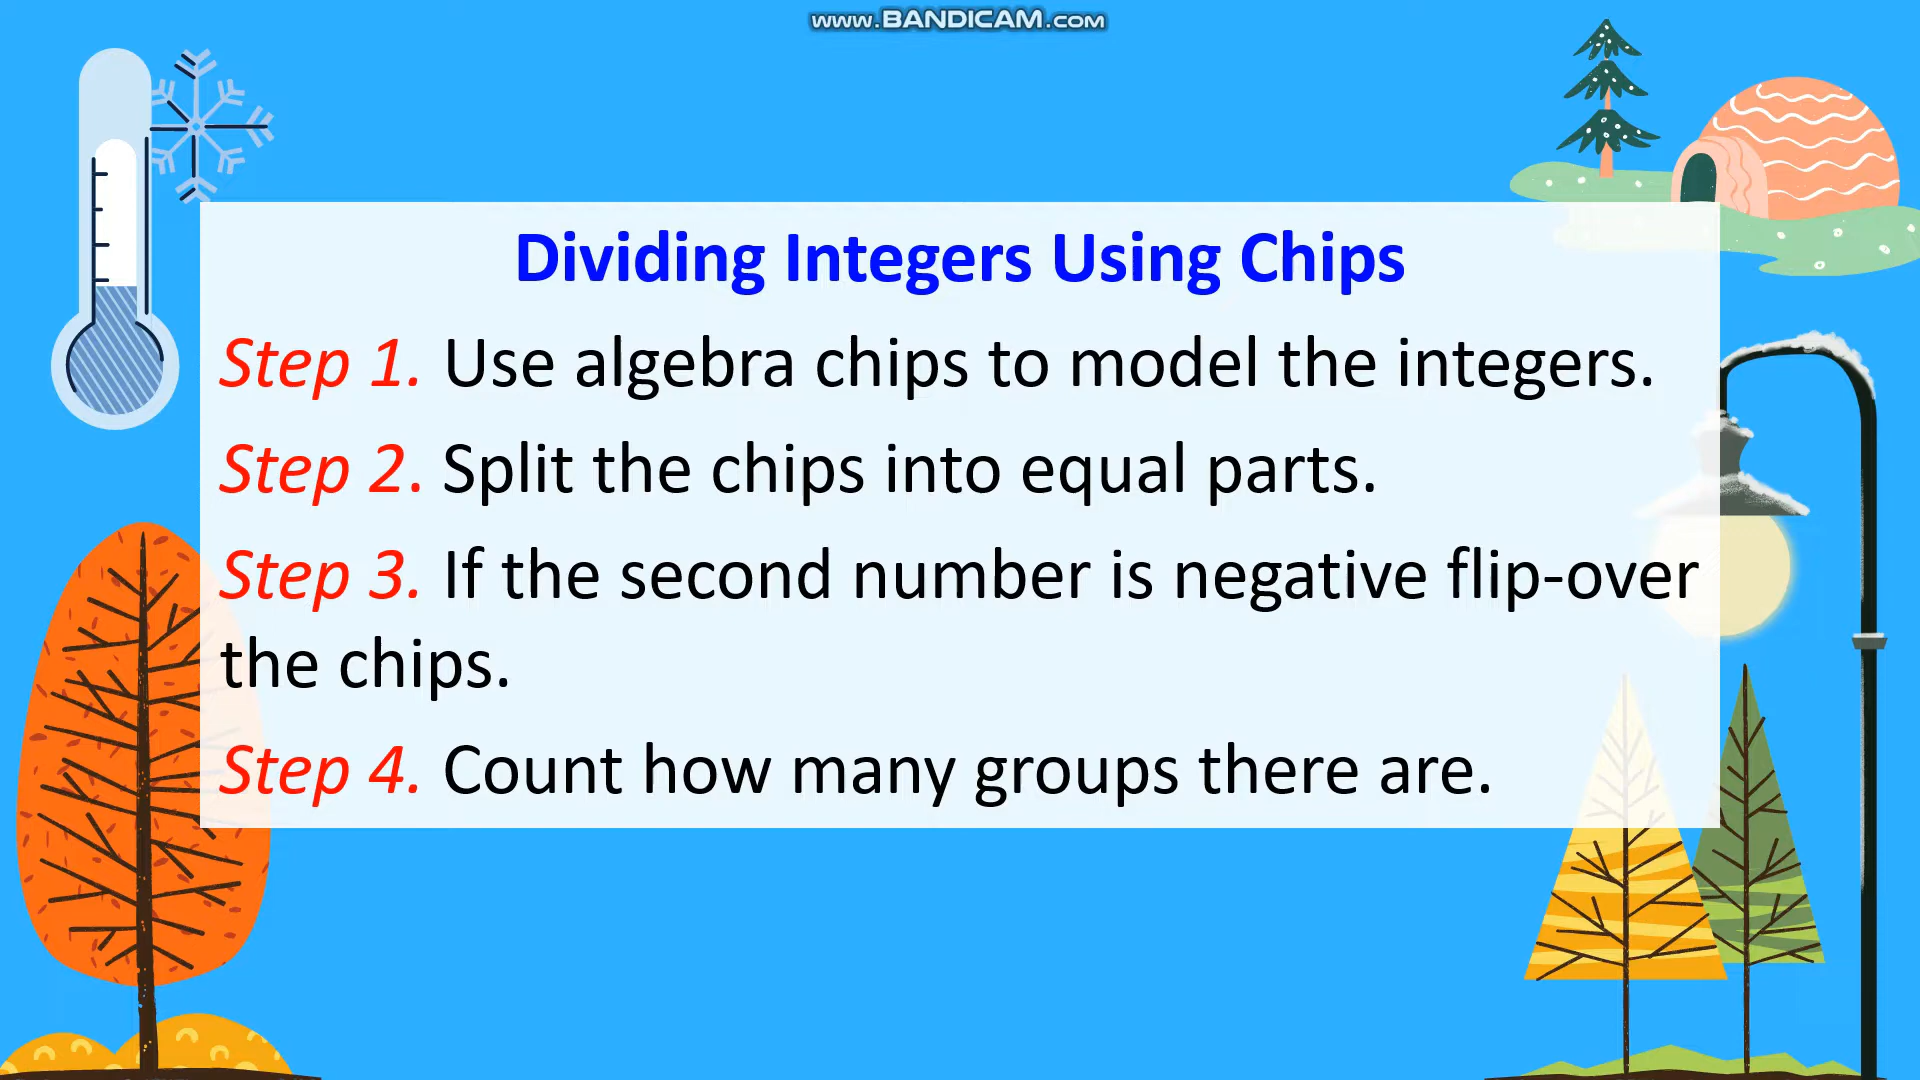 www.BANDICAM.com
Dividing Integers Using Chips
Step 1. Use algebra chips to model the integers.
Step 2. Split the chips into equal parts.
Step 3. If the second number is negative flip-over
the chips.
Step 4. Count how many groups there are.